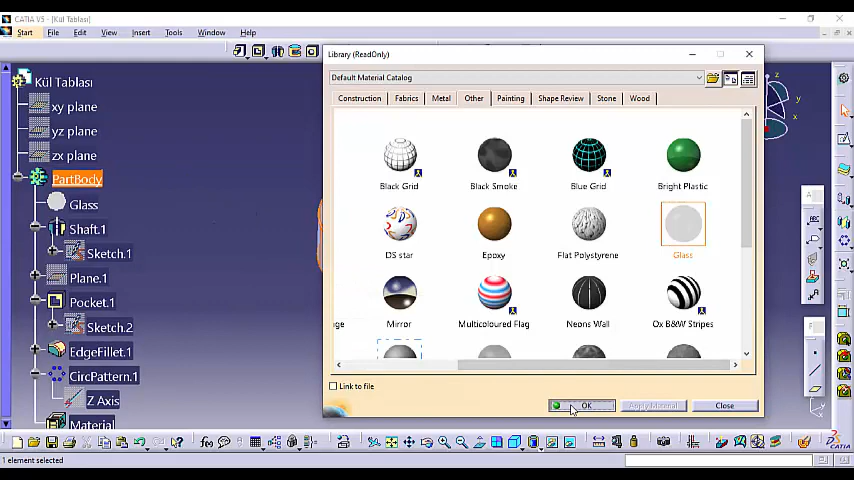 CATIA V5 - [Kül Tablası]
Start File Edit View Insert Tools Window Help
Library (ReadOnly)
Default Material Catalog
Construction Fabrics Metal Other Painting Shape Review Stone Wood
Black Grid Black Smoke Blue Grid Bright Plastic
DS star Epoxy Flat Polystyrene Glass
Mirror Multicoloured Flag Neons Wall Ox B&W Stripes
Link to file
OK Apply Material Close
Kül Tablası
xy plane
yz plane
zx plane
PartBody
Glass
Shaft.1
Sketch.1
Plane.1
Pocket.1
Sketch.2
EdgeFillet.1
CircPattern.1
Z Axis
Material
z
y
x
1 element selected